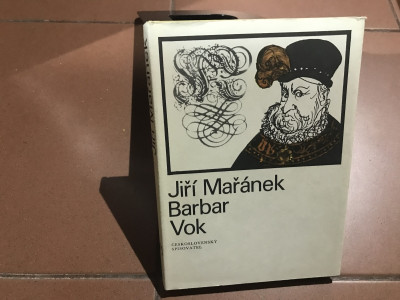 Jiří Mařánek
Barbar
Vok
ČESKOSLOVENSKÝ
SPISOVATEL